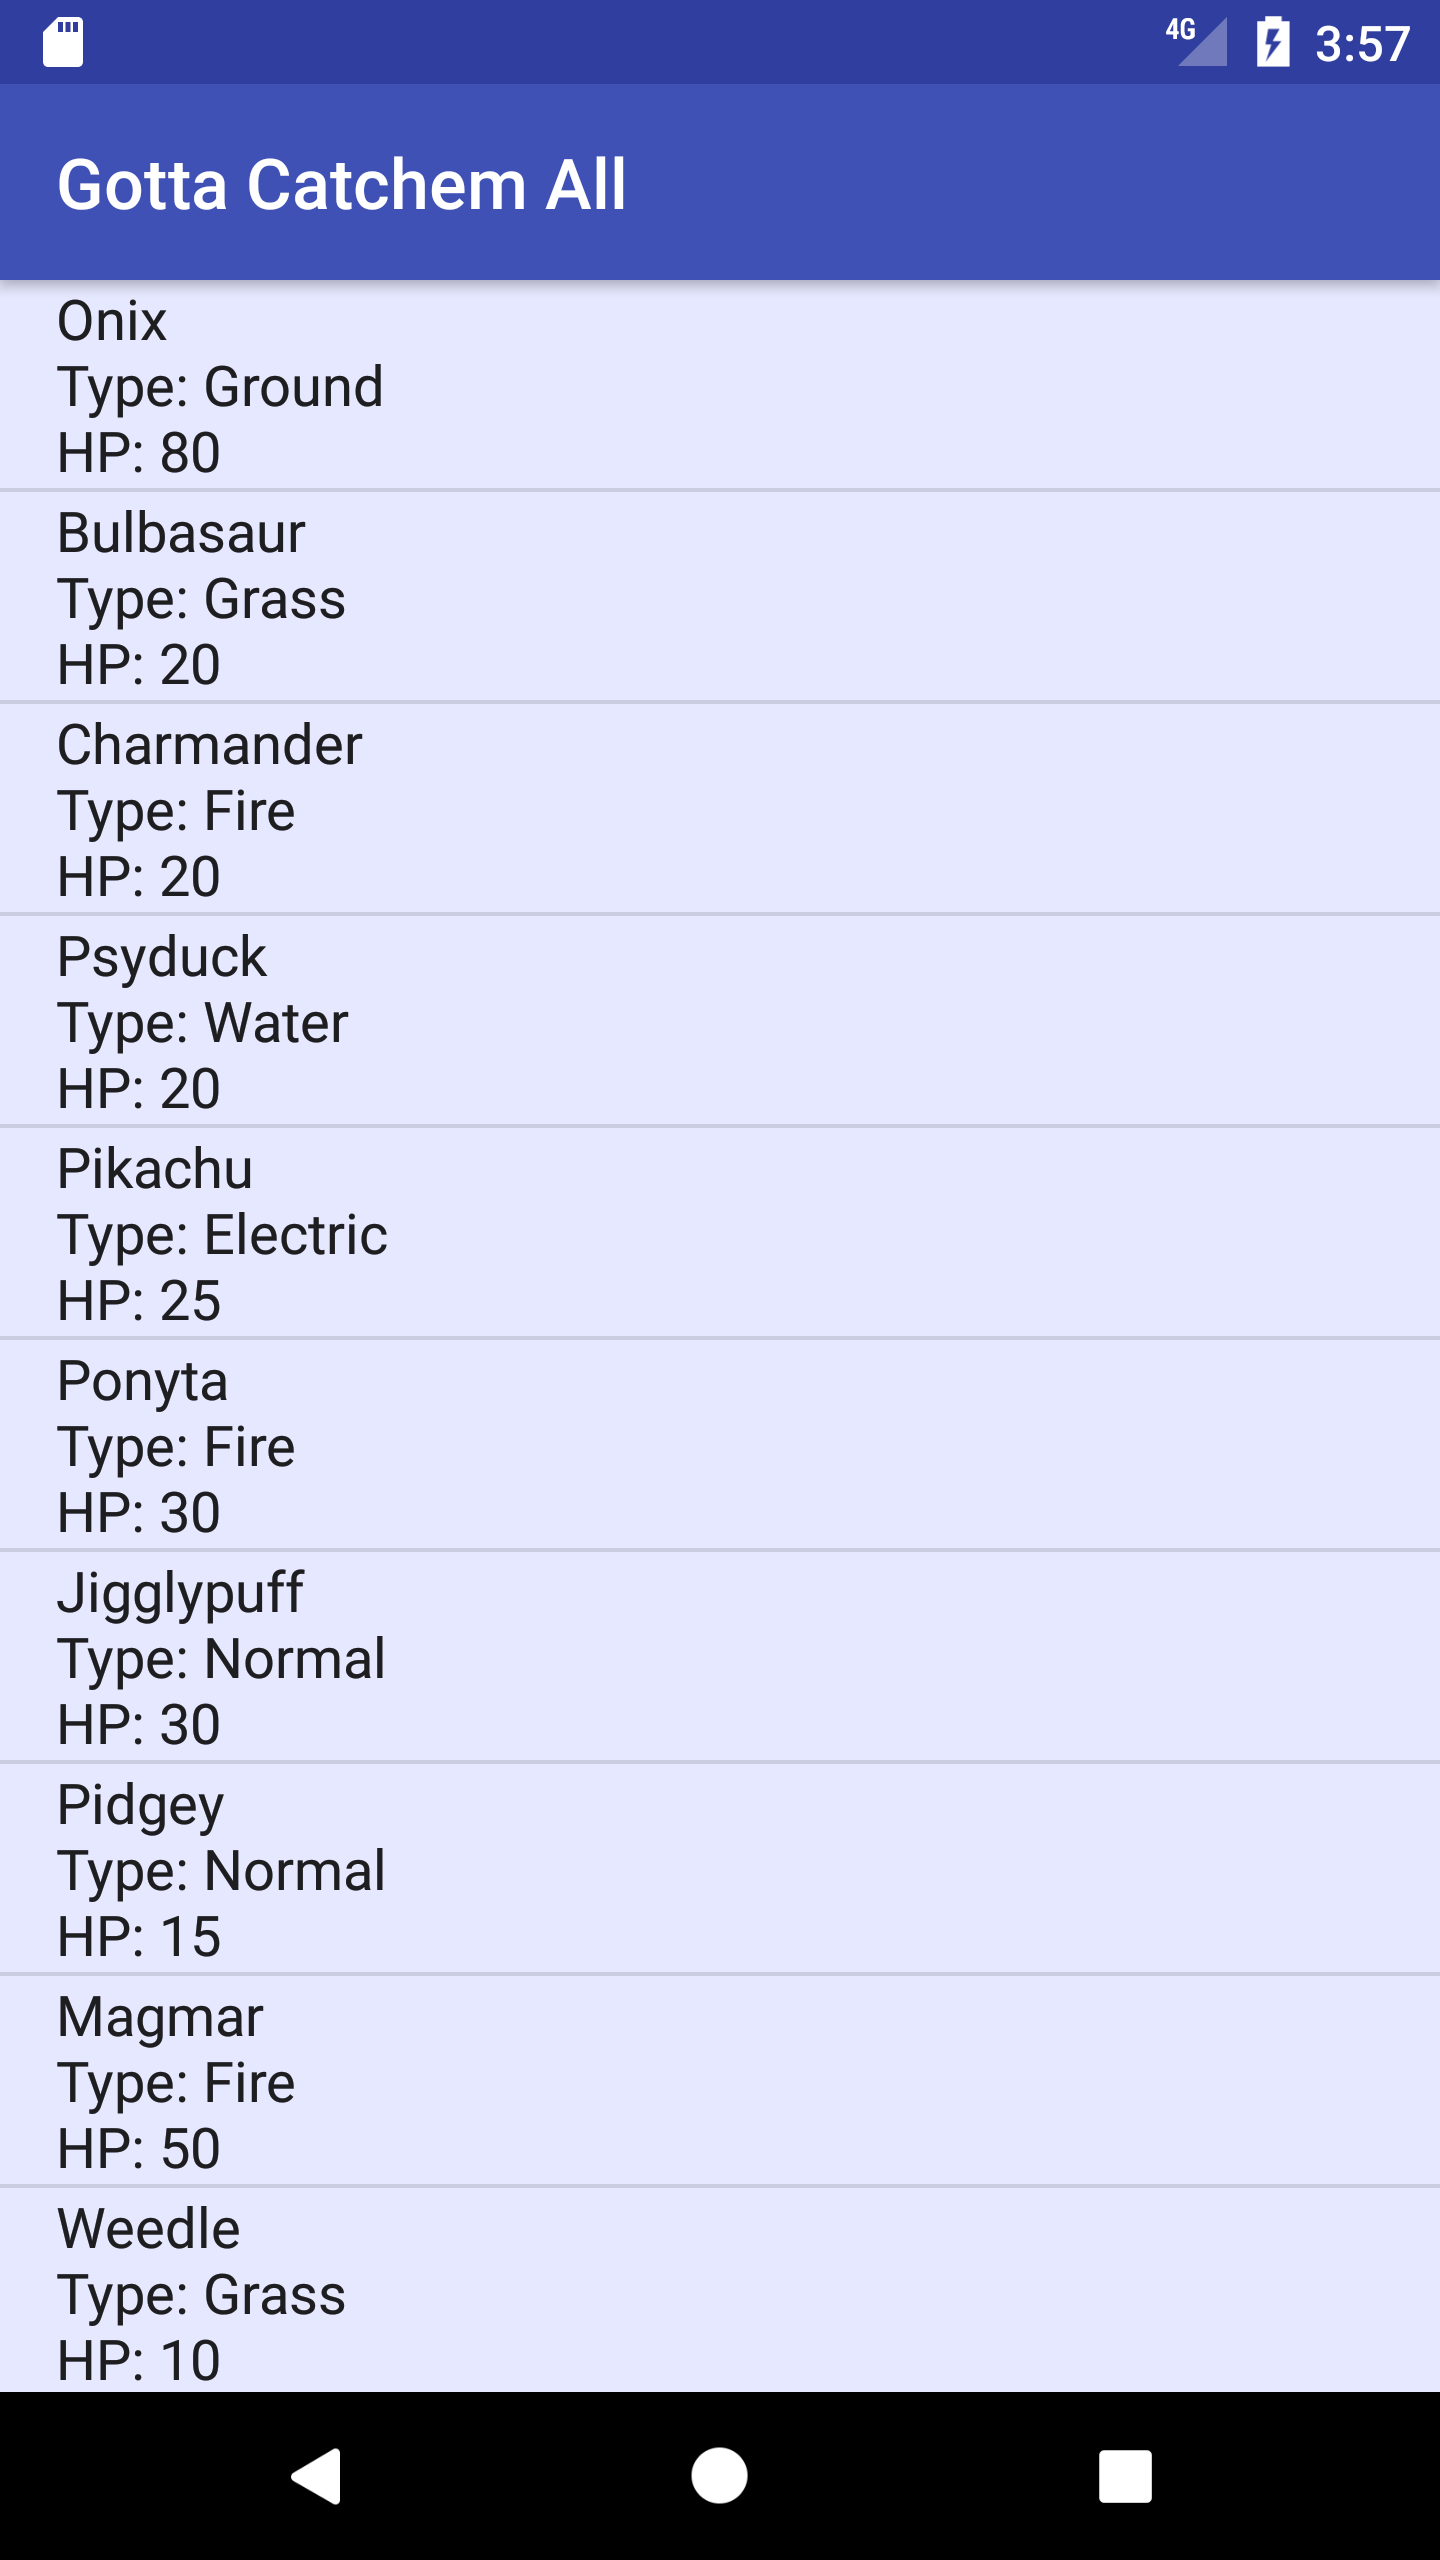 4G 3:57
Gotta Catchem All
Onix
Type: Ground
HP: 80
Bulbasaur
Type: Grass
HP: 20
Charmander
Type: Fire
HP: 20
Psyduck
Type: Water
HP: 20
Pikachu
Type: Electric
HP: 25
Ponyta
Type: Fire
HP: 30
Jigglypuff
Type: Normal
HP: 30
Pidgey
Type: Normal
HP: 15
Magmar
Type: Fire
HP: 50
Weedle
Type: Grass
HP: 10